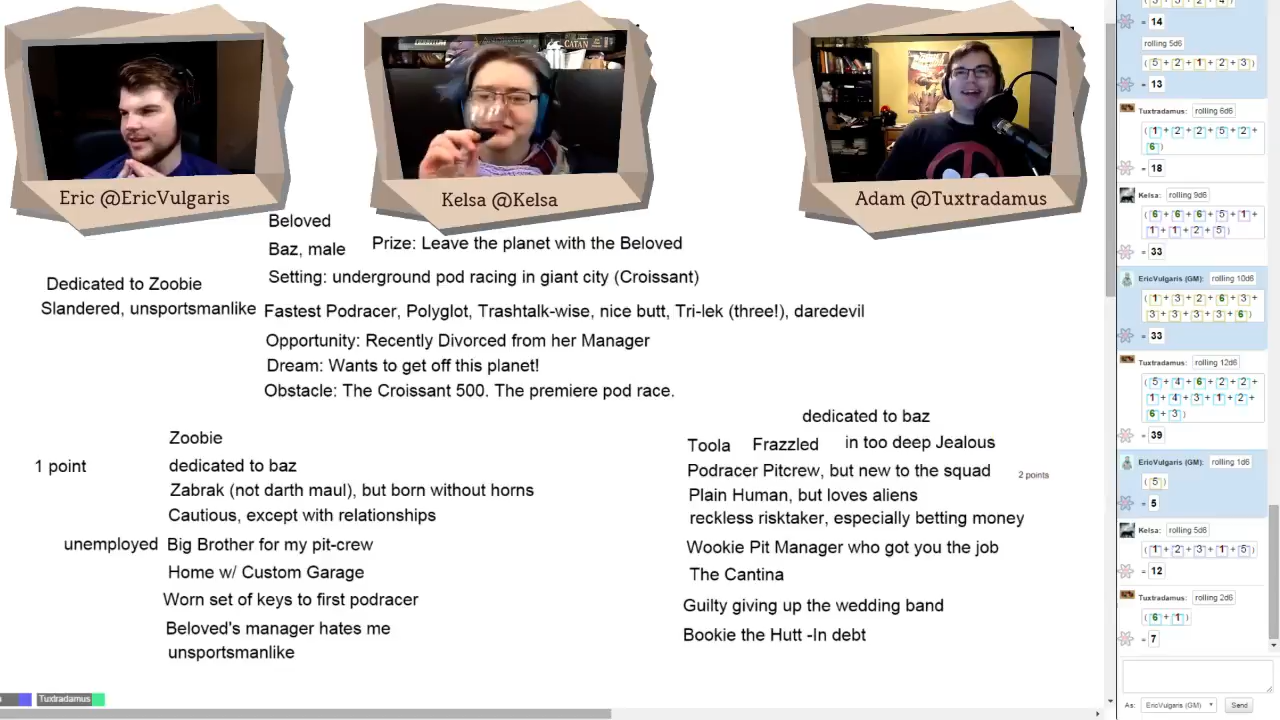 Eric @EricVulgaris
Kelsa @Kelsa
CATAN
Adam @Tuxtradamus
Beloved
Baz, male
Prize: Leave the planet with the Beloved
Setting: underground pod racing in giant city (Croissant)
Dedicated to Zoobie
Slandered, unsportsmanlike
Fastest Podracer, Polyglot, Trashtalk-wise, nice butt, Tri-lek (three!), daredevil
Opportunity: Recently Divorced from her Manager
Dream: Wants to get off this planet!
Obstacle: The Croissant 500. The premiere pod race.
Zoobie
1 point
dedicated to baz
Zabrak (not darth maul), but born without horns
Cautious, except with relationships
unemployed
Big Brother for my pit-crew
Home w/ Custom Garage
Worn set of keys to first podracer
Beloved's manager hates me
unsportsmanlike
dedicated to baz
Toola
Frazzled
in too deep Jealous
Podracer Pitcrew, but new to the squad
2 points
Plain Human, but loves aliens
reckless risktaker, especially betting money
Wookie Pit Manager who got you the job
The Cantina
Guilty giving up the wedding band
Bookie the Hutt -In debt
Tuxtradamus
= 14
rolling 5d6
(5+2+1+2+3)
= 13
Tuxtradamus: rolling 6d6
(1+2+2+5+2+
6)
= 18
Kelsa: rolling 9d6
(6+6+6+5+1+
1+1+2+5)
= 33
EricVulgaris (GM): rolling 10d6
(1+3+2+6+3+
3+3+3+3+6)
= 33
Tuxtradamus: rolling 12d6
(5+4+6+2+2+
1+4+3+1+2+
6+3)
= 39
EricVulgaris (GM): rolling 1d6
(5)
= 5
Kelsa: rolling 5d6
(1+2+3+1+5)
= 12
Tuxtradamus: rolling 2d6
(6+1)
= 7
As: EricVulgaris (GM) Send